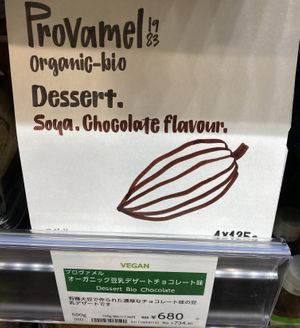 Provamel 1983
Organic-bio
Dessert.
Soya. Chocolate flavour.
4x125g
VEGAN
プロヴァメル
オーガニック豆乳デザートチョコレート味
Dessert Bio Chocolate
有機大豆で作られた濃厚なチョコレート味の豆
乳デザートです
500g
¥680